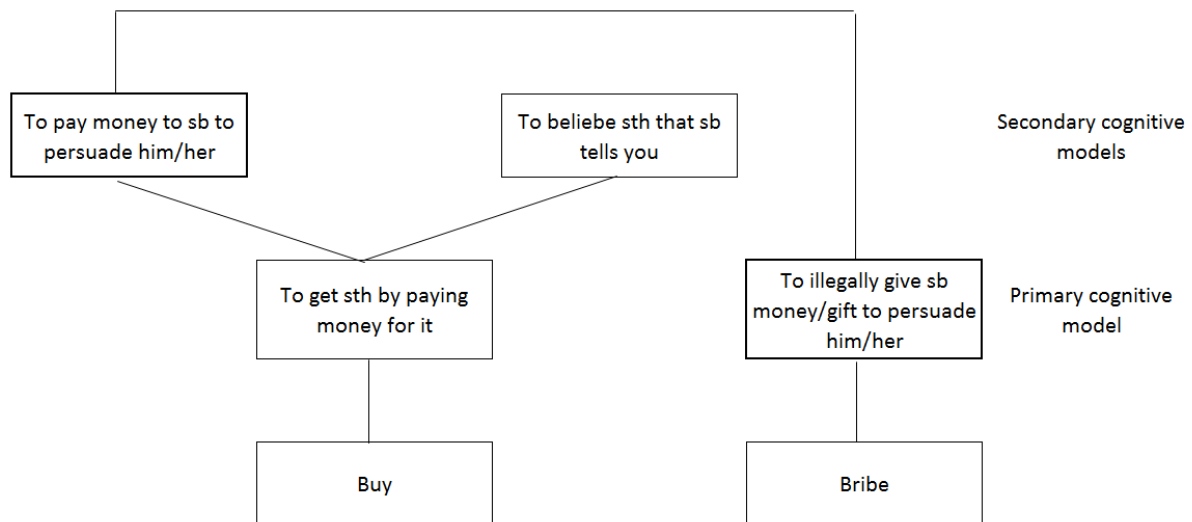 To pay money to sb to
persuade him/her
To beliebe sth that sb
tells you
Secondary cognitive
models
To get sth by paying
money for it
To illegally give sb
money/gift to persuade
him/her
Primary cognitive
model
Buy
Bribe